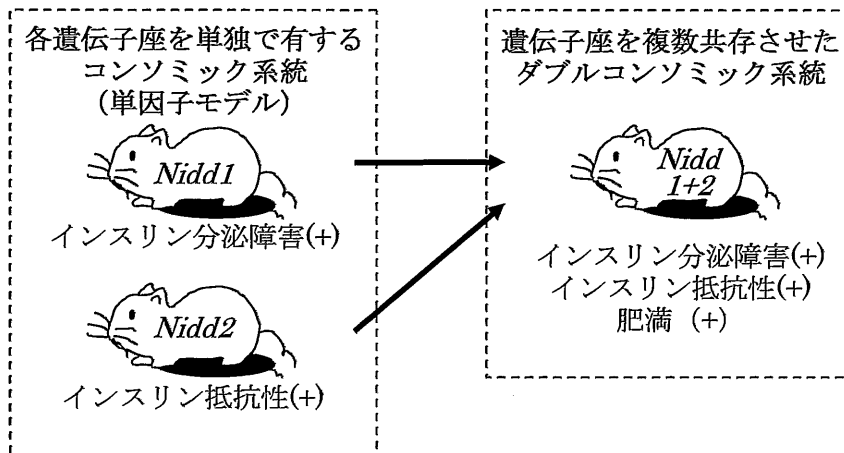 各遺伝子座を単独で有する
コンソミック系統
(単因子モデル)
Nidd1
インスリン分泌障害(+)
Nidd2
インスリン抵抗性(+)
遺伝子座を複数共存させた
ダブルコンソミック系統
Nidd
1+2
インスリン分泌障害(+)
インスリン抵抗性(+)
肥満 (+)